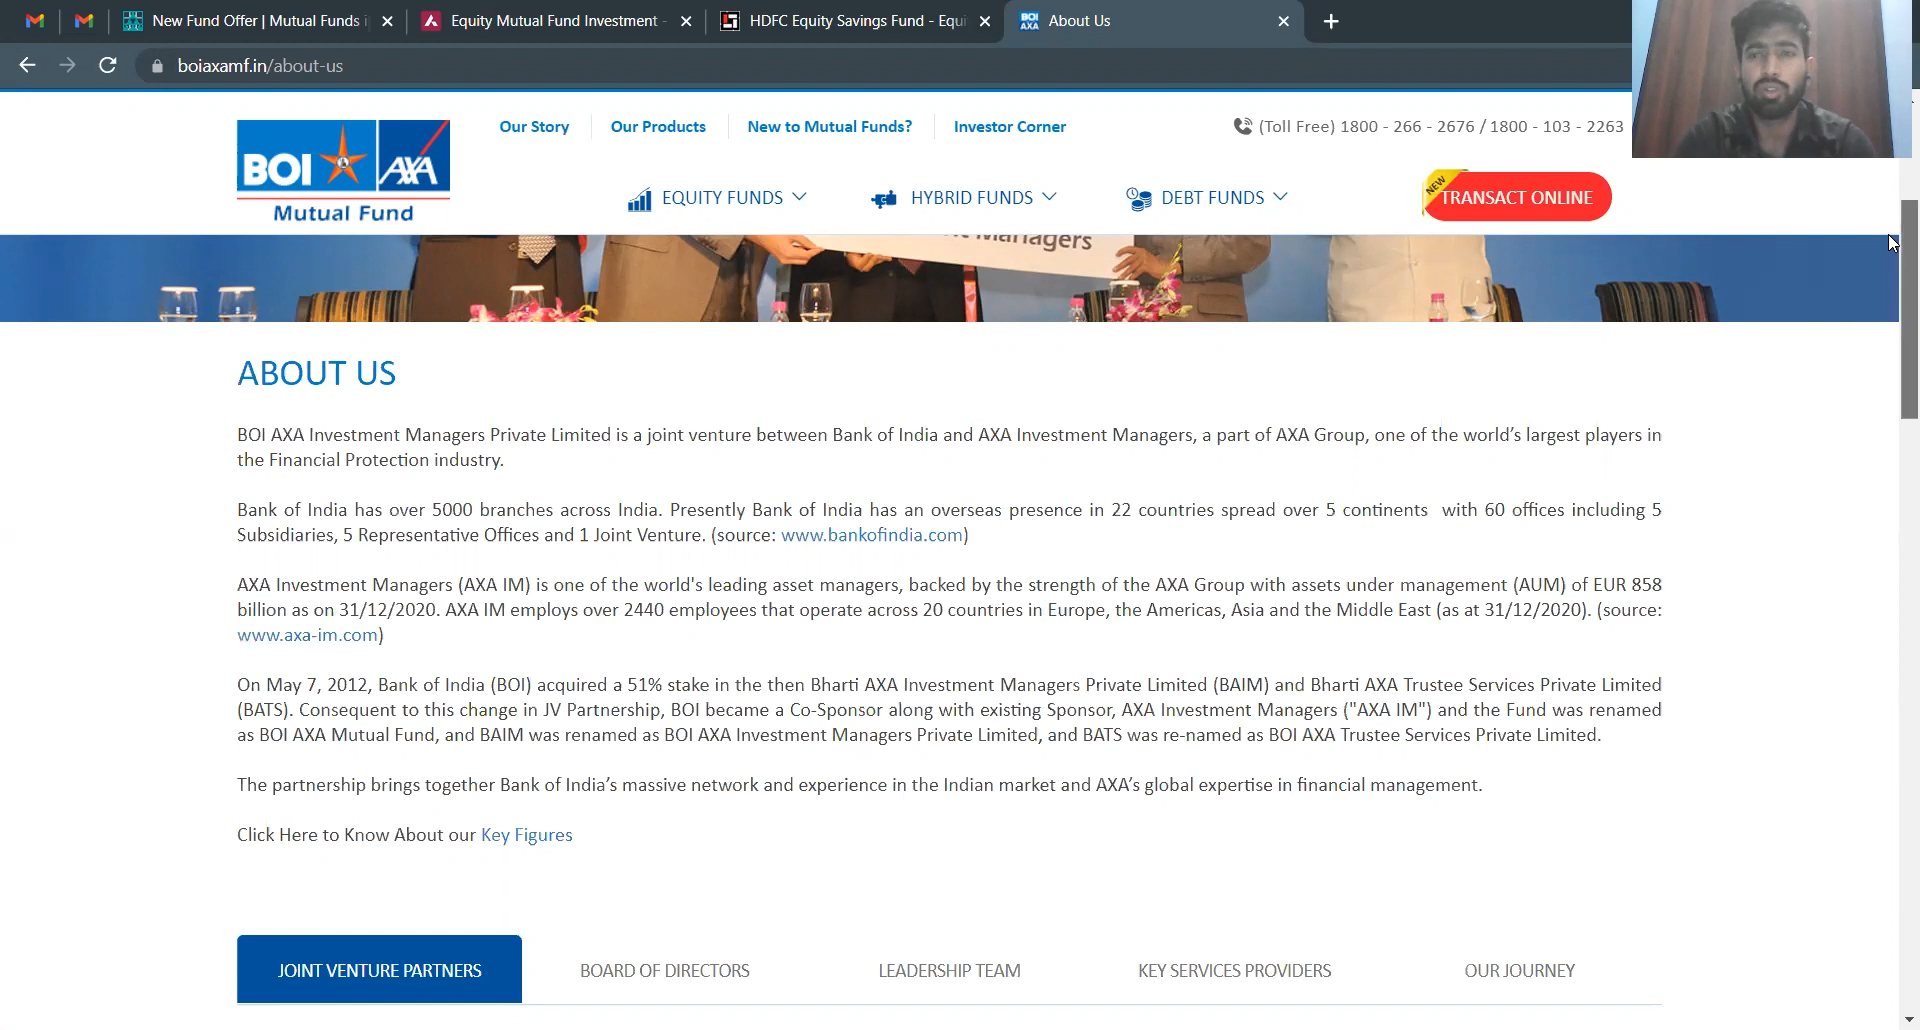 New Fund Offer | Mutual Funds i
Equity Mutual Fund Investment -
HDFC Equity Savings Fund - Equi
BOI AXA
About Us
boiaxamf.in/about-us
Our Story
Our Products
New to Mutual Funds?
Investor Corner
(Toll Free) 1800 - 266 - 2676 / 1800 - 103 - 2263
BOI AXA
Mutual Fund
EQUITY FUNDS
HYBRID FUNDS
DEBT FUNDS
NEW
TRANSACT ONLINE
nt Managers
ABOUT US
BOI AXA Investment Managers Private Limited is a joint venture between Bank of India and AXA Investment Managers, a part of AXA Group, one of the world’s largest players in
the Financial Protection industry.
Bank of India has over 5000 branches across India. Presently Bank of India has an overseas presence in 22 countries spread over 5 continents with 60 offices including 5
Subsidiaries, 5 Representative Offices and 1 Joint Venture. (source: www.bankofindia.com)
AXA Investment Managers (AXA IM) is one of the world's leading asset managers, backed by the strength of the AXA Group with assets under management (AUM) of EUR 858
billion as on 31/12/2020. AXA IM employs over 2440 employees that operate across 20 countries in Europe, the Americas, Asia and the Middle East (as at 31/12/2020). (source:
www.axa-im.com)
On May 7, 2012, Bank of India (BOI) acquired a 51% stake in the then Bharti AXA Investment Managers Private Limited (BAIM) and Bharti AXA Trustee Services Private Limited
(BATS). Consequent to this change in JV Partnership, BOI became a Co-Sponsor along with existing Sponsor, AXA Investment Managers ("AXA IM") and the Fund was renamed
as BOI AXA Mutual Fund, and BAIM was renamed as BOI AXA Investment Managers Private Limited, and BATS was re-named as BOI AXA Trustee Services Private Limited.
The partnership brings together Bank of India’s massive network and experience in the Indian market and AXA’s global expertise in financial management.
Click Here to Know About our Key Figures
JOINT VENTURE PARTNERS
BOARD OF DIRECTORS
LEADERSHIP TEAM
KEY SERVICES PROVIDERS
OUR JOURNEY